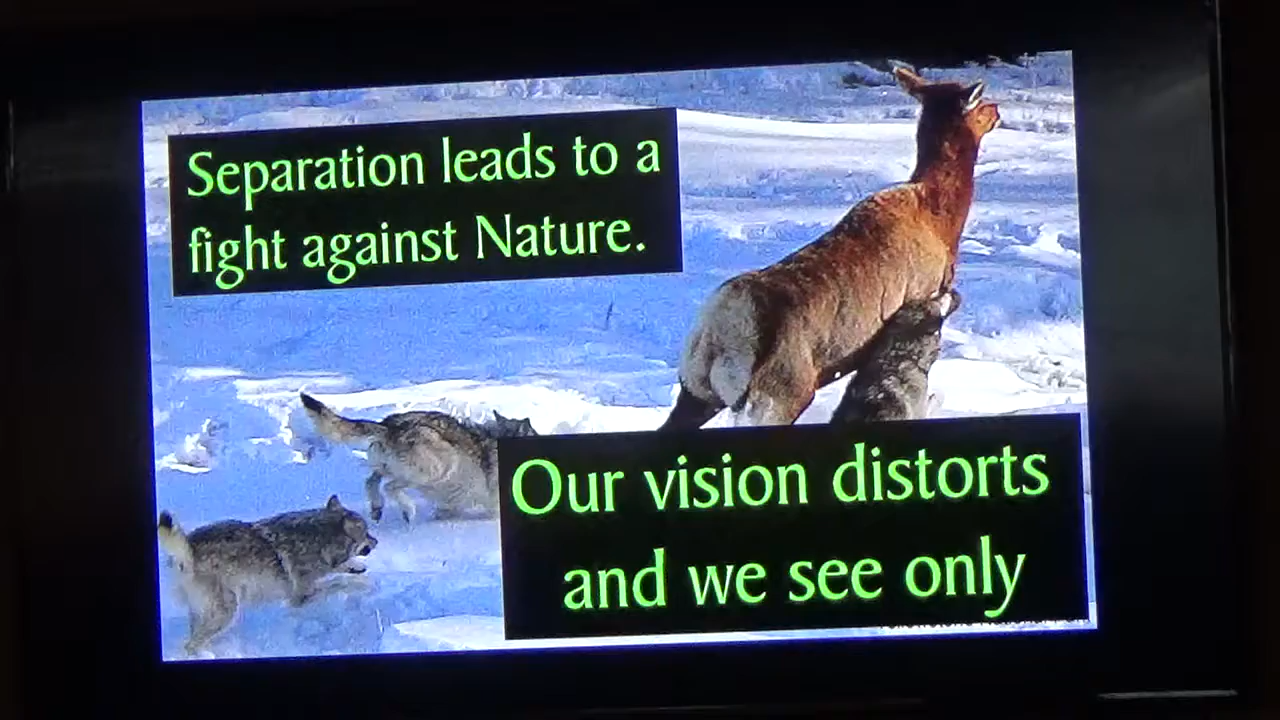 Separation leads to a
fight against Nature.
Our vision distorts
and we see only